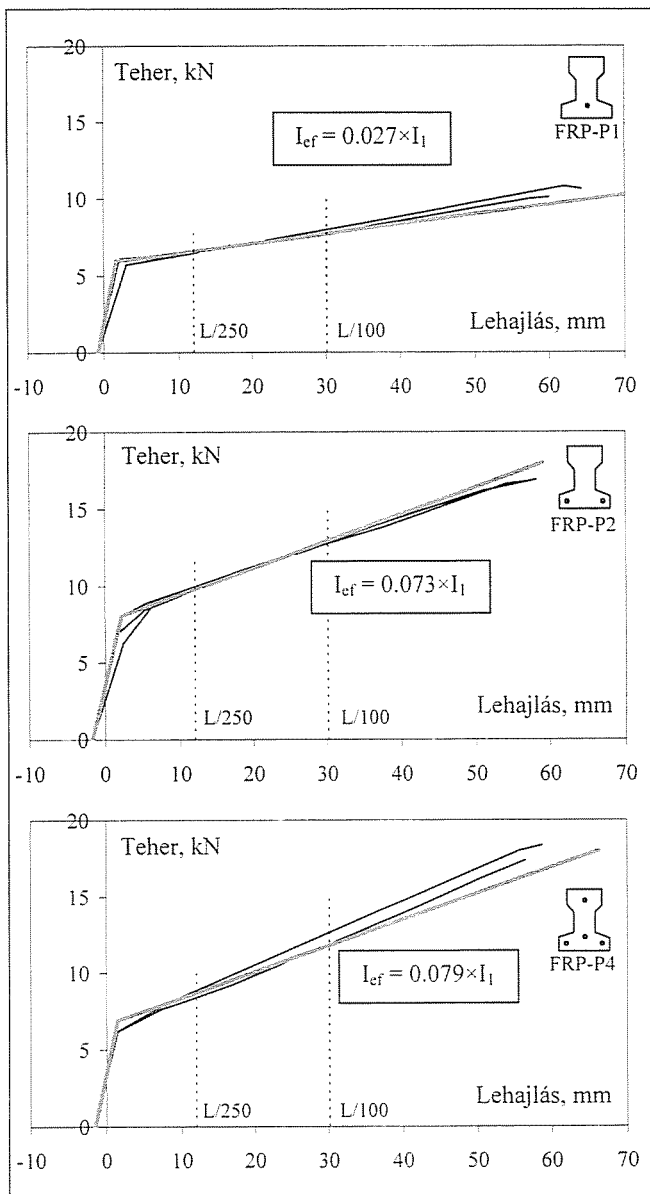 20
Teher, kN
15
I_ef = 0.027×I_1
FRP-P1
10
5
L/250
L/100
Lehajlás, mm
0
-10 0 10 20 30 40 50 60 70
20
Teher, kN
15
FRP-P2
10
I_ef = 0.073×I_1
5
L/250
L/100
Lehajlás, mm
0
-10 0 10 20 30 40 50 60 70
20
Teher, kN
15
FRP-P4
10
I_ef = 0.079×I_1
5
L/250
L/100
Lehajlás, mm
0
-10 0 10 20 30 40 50 60 70